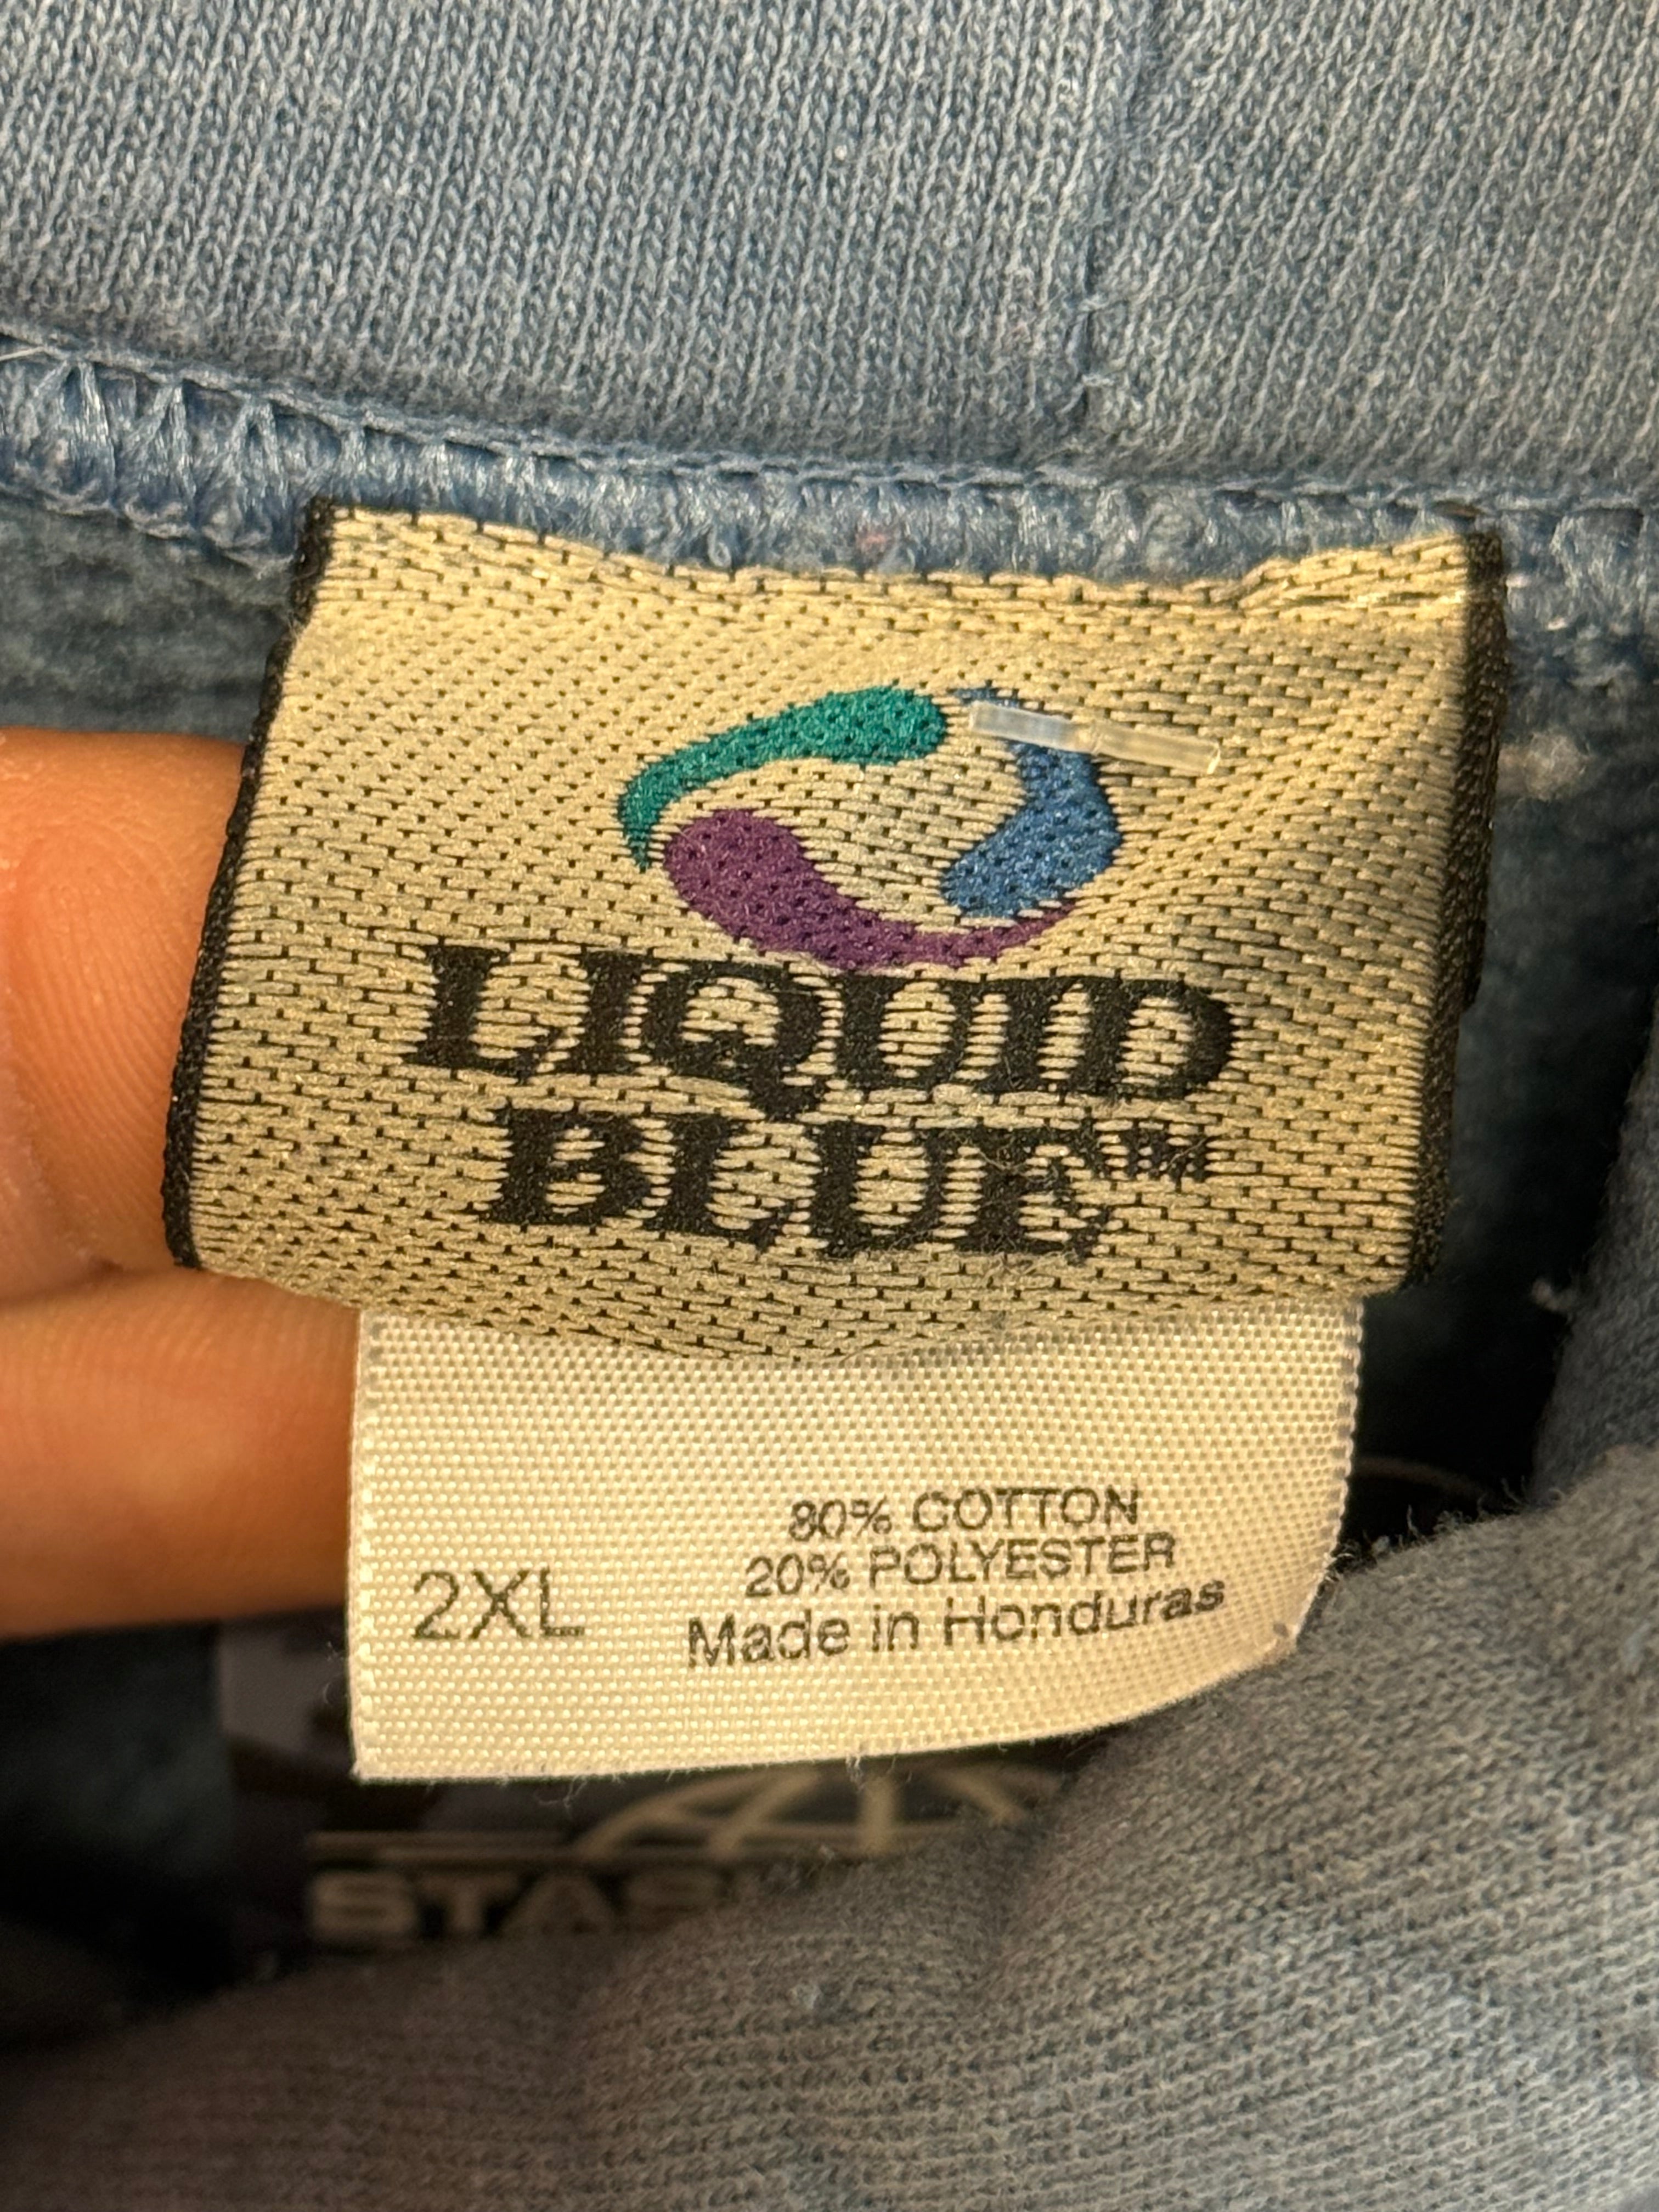 LIQUID
BLUE™
80% COTTON
20% POLYESTER
2XL
Made in Honduras